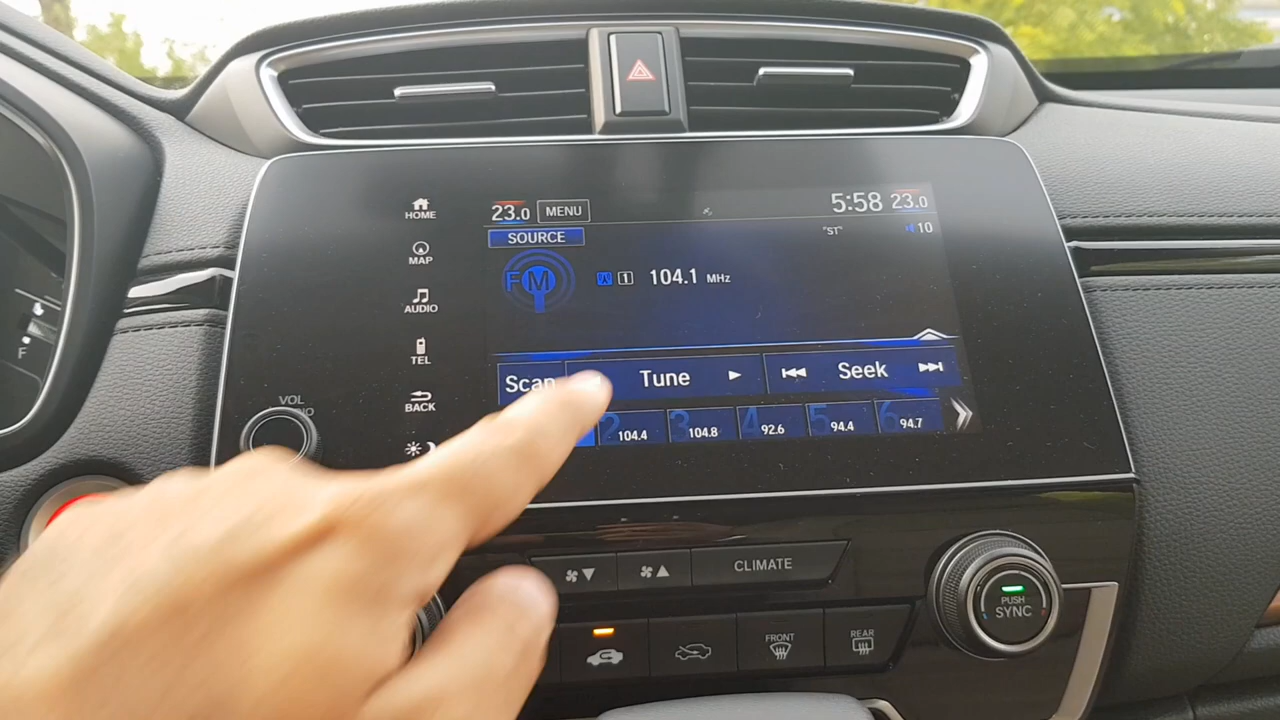 HOME
23.0 MENU 5:58 23.0
SOURCE "ST" 10
MAP
FM 1 104.1 MHz
AUDIO
TEL
Scan Tune Seek
BACK
2 104.4 3 104.8 4 92.6 5 94.4 6 94.7
VOL
F
CLIMATE
PUSH
SYNC
FRONT REAR